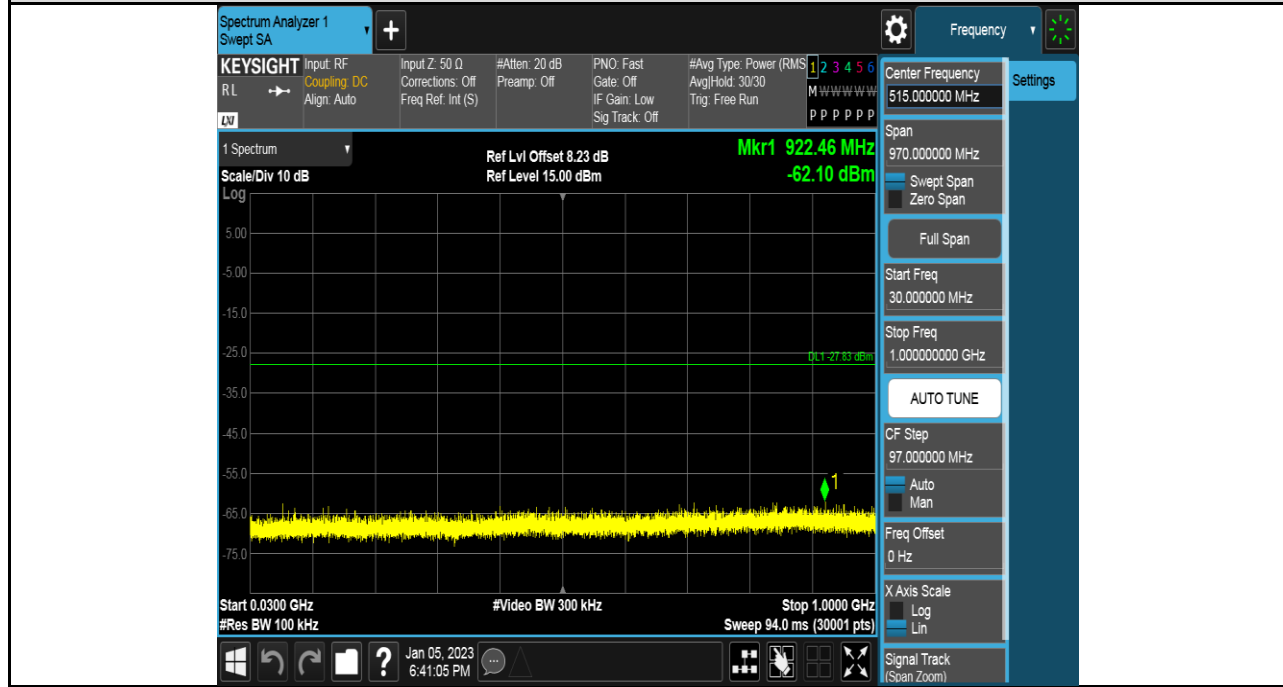 Spectrum Analyzer 1
Swept SA
+
Frequency
KEYSIGHT
RL
LXI
Input: RF
Coupling: DC
Align: Auto
Input Z: 50 Ω
Corrections: Off
Freq Ref: Int (S)
#Atten: 20 dB
Preamp: Off
PNO: Fast
Gate: Off
IF Gain: Low
Sig Track: Off
#Avg Type: Power (RMS
Avg|Hold: 30/30
Trig: Free Run
1 2 3 4 5 6
M W W W W W
P P P P P P
Center Frequency
515.000000 MHz
Settings
Span
970.000000 MHz
Swept Span
Zero Span
Full Span
Start Freq
30.000000 MHz
Stop Freq
1.000000000 GHz
AUTO TUNE
CF Step
97.000000 MHz
Auto
Man
Freq Offset
0 Hz
X Axis Scale
Log
Lin
Signal Track
(Span Zoom)
1 Spectrum
Scale/Div 10 dB
Log
Ref Lvl Offset 8.23 dB
Ref Level 15.00 dBm
Mkr1 922.46 MHz
-62.10 dBm
5.00
-5.00
-15.0
-25.0
DL1 -27.83 dBm
-35.0
-45.0
-55.0
1
-65.0
-75.0
Start 0.0300 GHz
#Video BW 300 kHz
Stop 1.0000 GHz
#Res BW 100 kHz
Sweep 94.0 ms (30001 pts)
?
Jan 05, 2023
6:41:05 PM